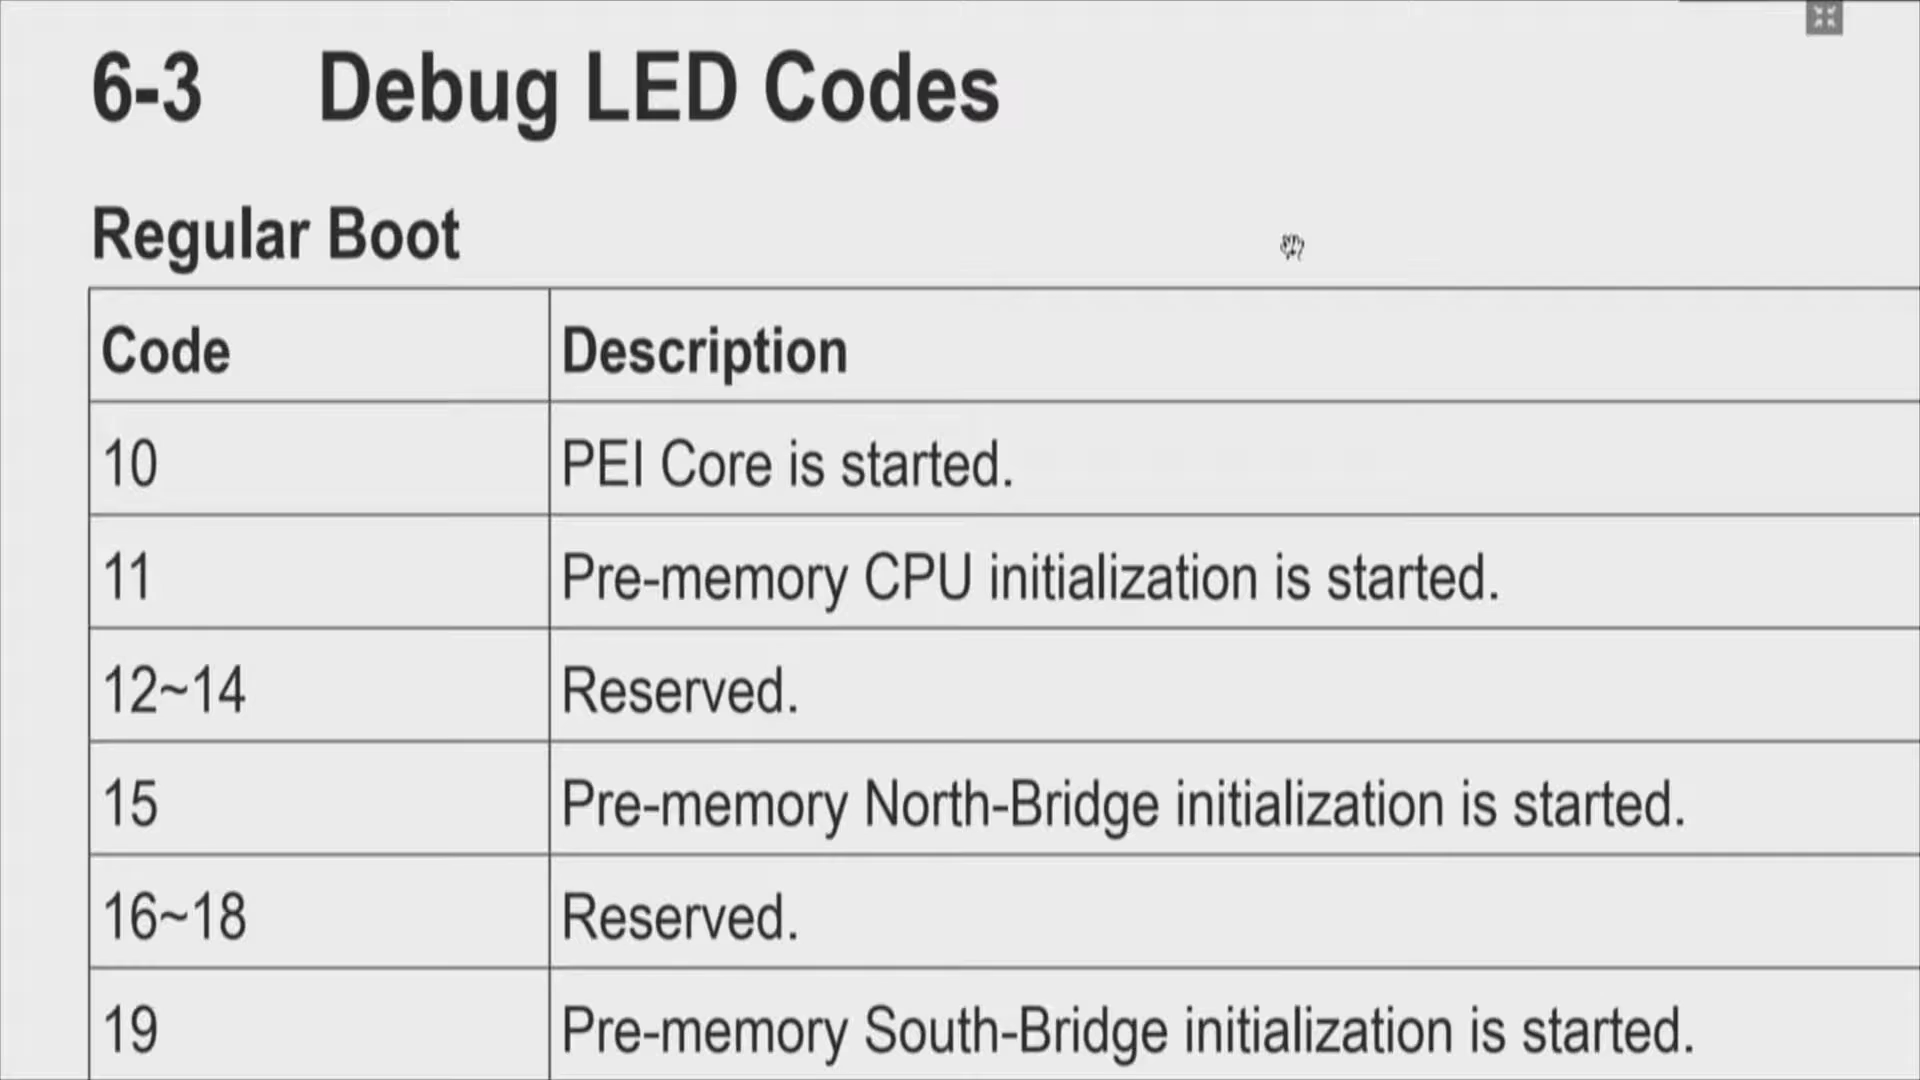 6-3 Debug LED Codes
Regular Boot
Code Description
10 PEI Core is started.
11 Pre-memory CPU initialization is started.
12~14 Reserved.
15 Pre-memory North-Bridge initialization is started.
16~18 Reserved.
19 Pre-memory South-Bridge initialization is started.